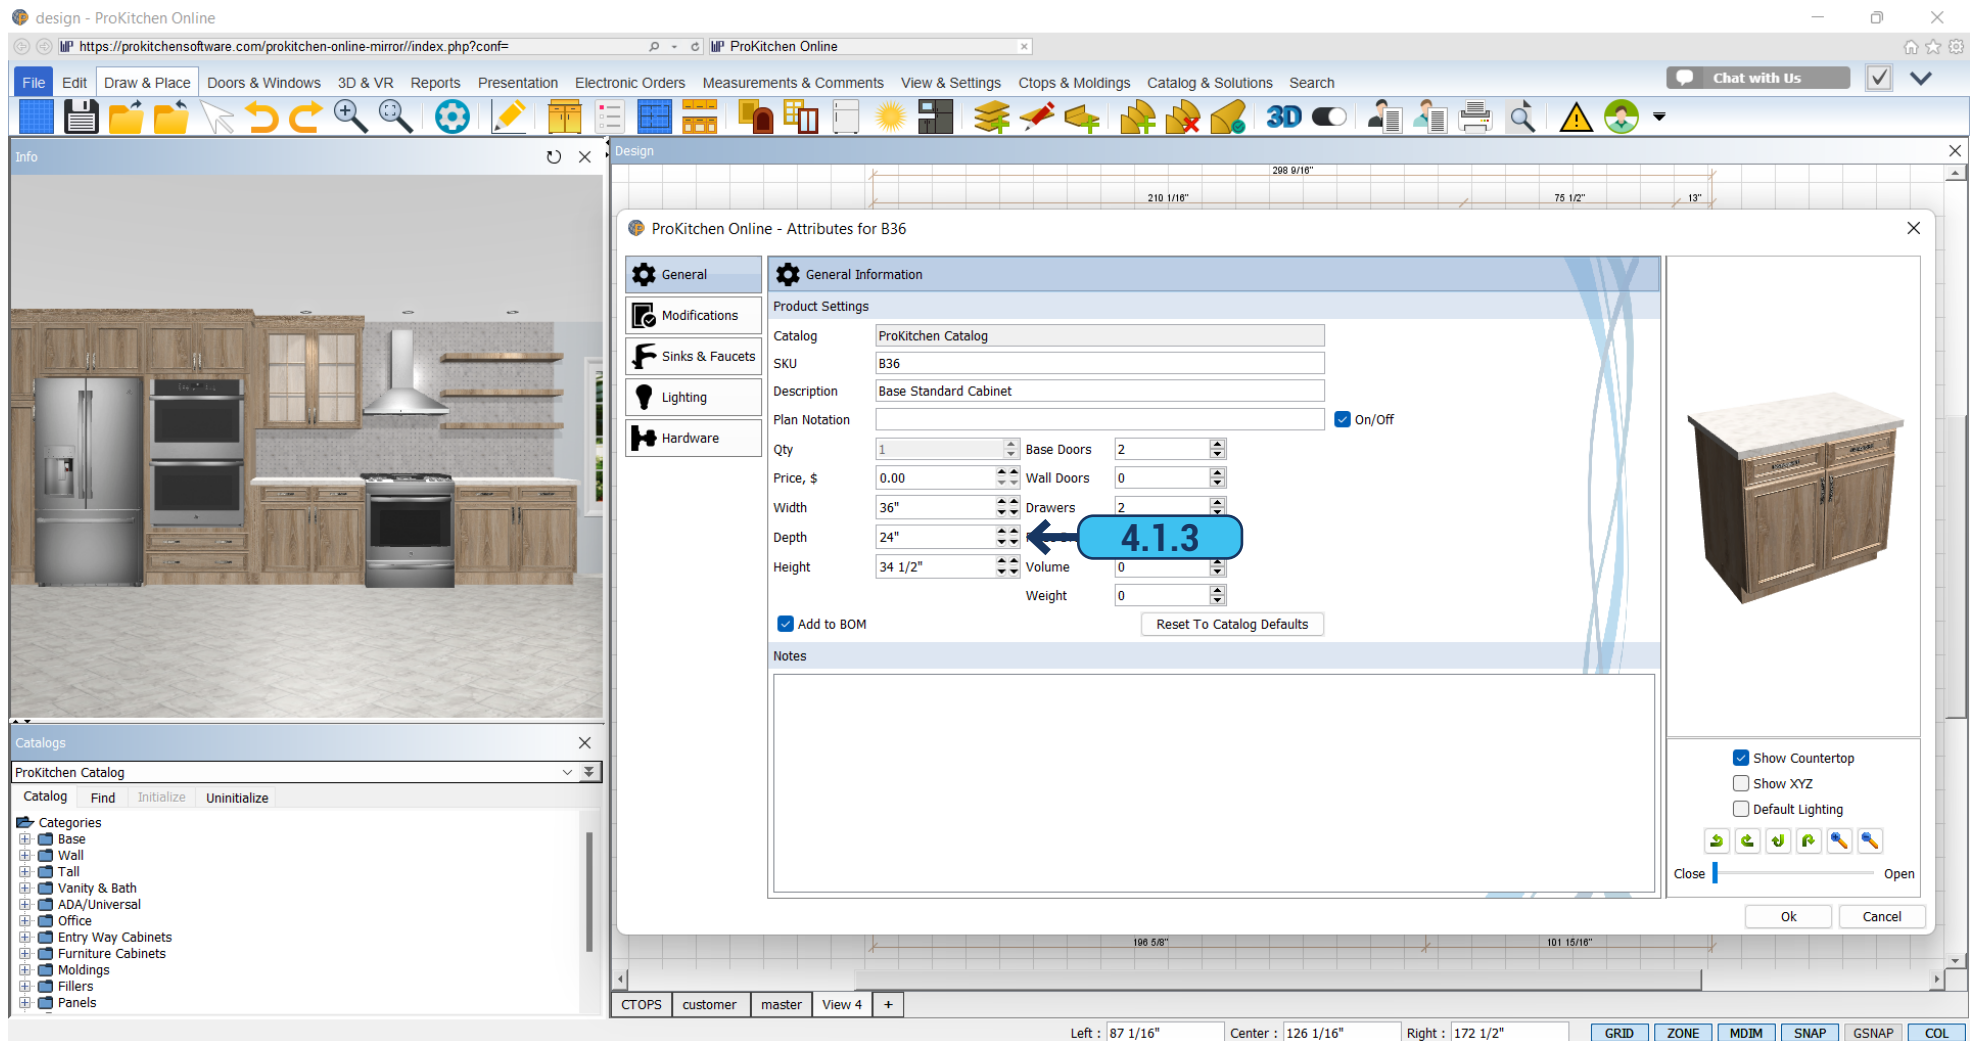 design - ProKitchen Online
https://prokitchensoftware.com/prokitchen-online-mirror//index.php?conf=
ProKitchen Online
File Edit Draw & Place Doors & Windows 3D & VR Reports Presentation Electronic Orders Measurements & Comments View & Settings Ctops & Moldings Catalog & Solutions Search
Chat with Us
3D
Info
Design
298 9/16"
210 1/16" 75 1/2" 13"
ProKitchen Online - Attributes for B36
General
Modifications
Sinks & Faucets
Lighting
Hardware
General Information
Product Settings
Catalog ProKitchen Catalog
SKU B36
Description Base Standard Cabinet
Plan Notation On/Off
Qty 1 Base Doors 2
Price, $ 0.00 Wall Doors 0
Width 36" Drawers 2
Depth 24" 4.1.3
Height 34 1/2" Volume 0
Weight 0
Add to BOM Reset To Catalog Defaults
Notes
Show Countertop
Show XYZ
Default Lighting
Close Open
Ok Cancel
Catalogs
ProKitchen Catalog
Catalog Find Initialize Uninitialize
Categories
Base
Wall
Tall
Vanity & Bath
ADA/Universal
Office
Entry Way Cabinets
Furniture Cabinets
Moldings
Fillers
Panels
196 5/8" 101 15/16"
CTOPS customer master View 4 +
Left : 87 1/16" Center : 126 1/16" Right : 172 1/2" GRID ZONE MDIM SNAP GSNAP COL